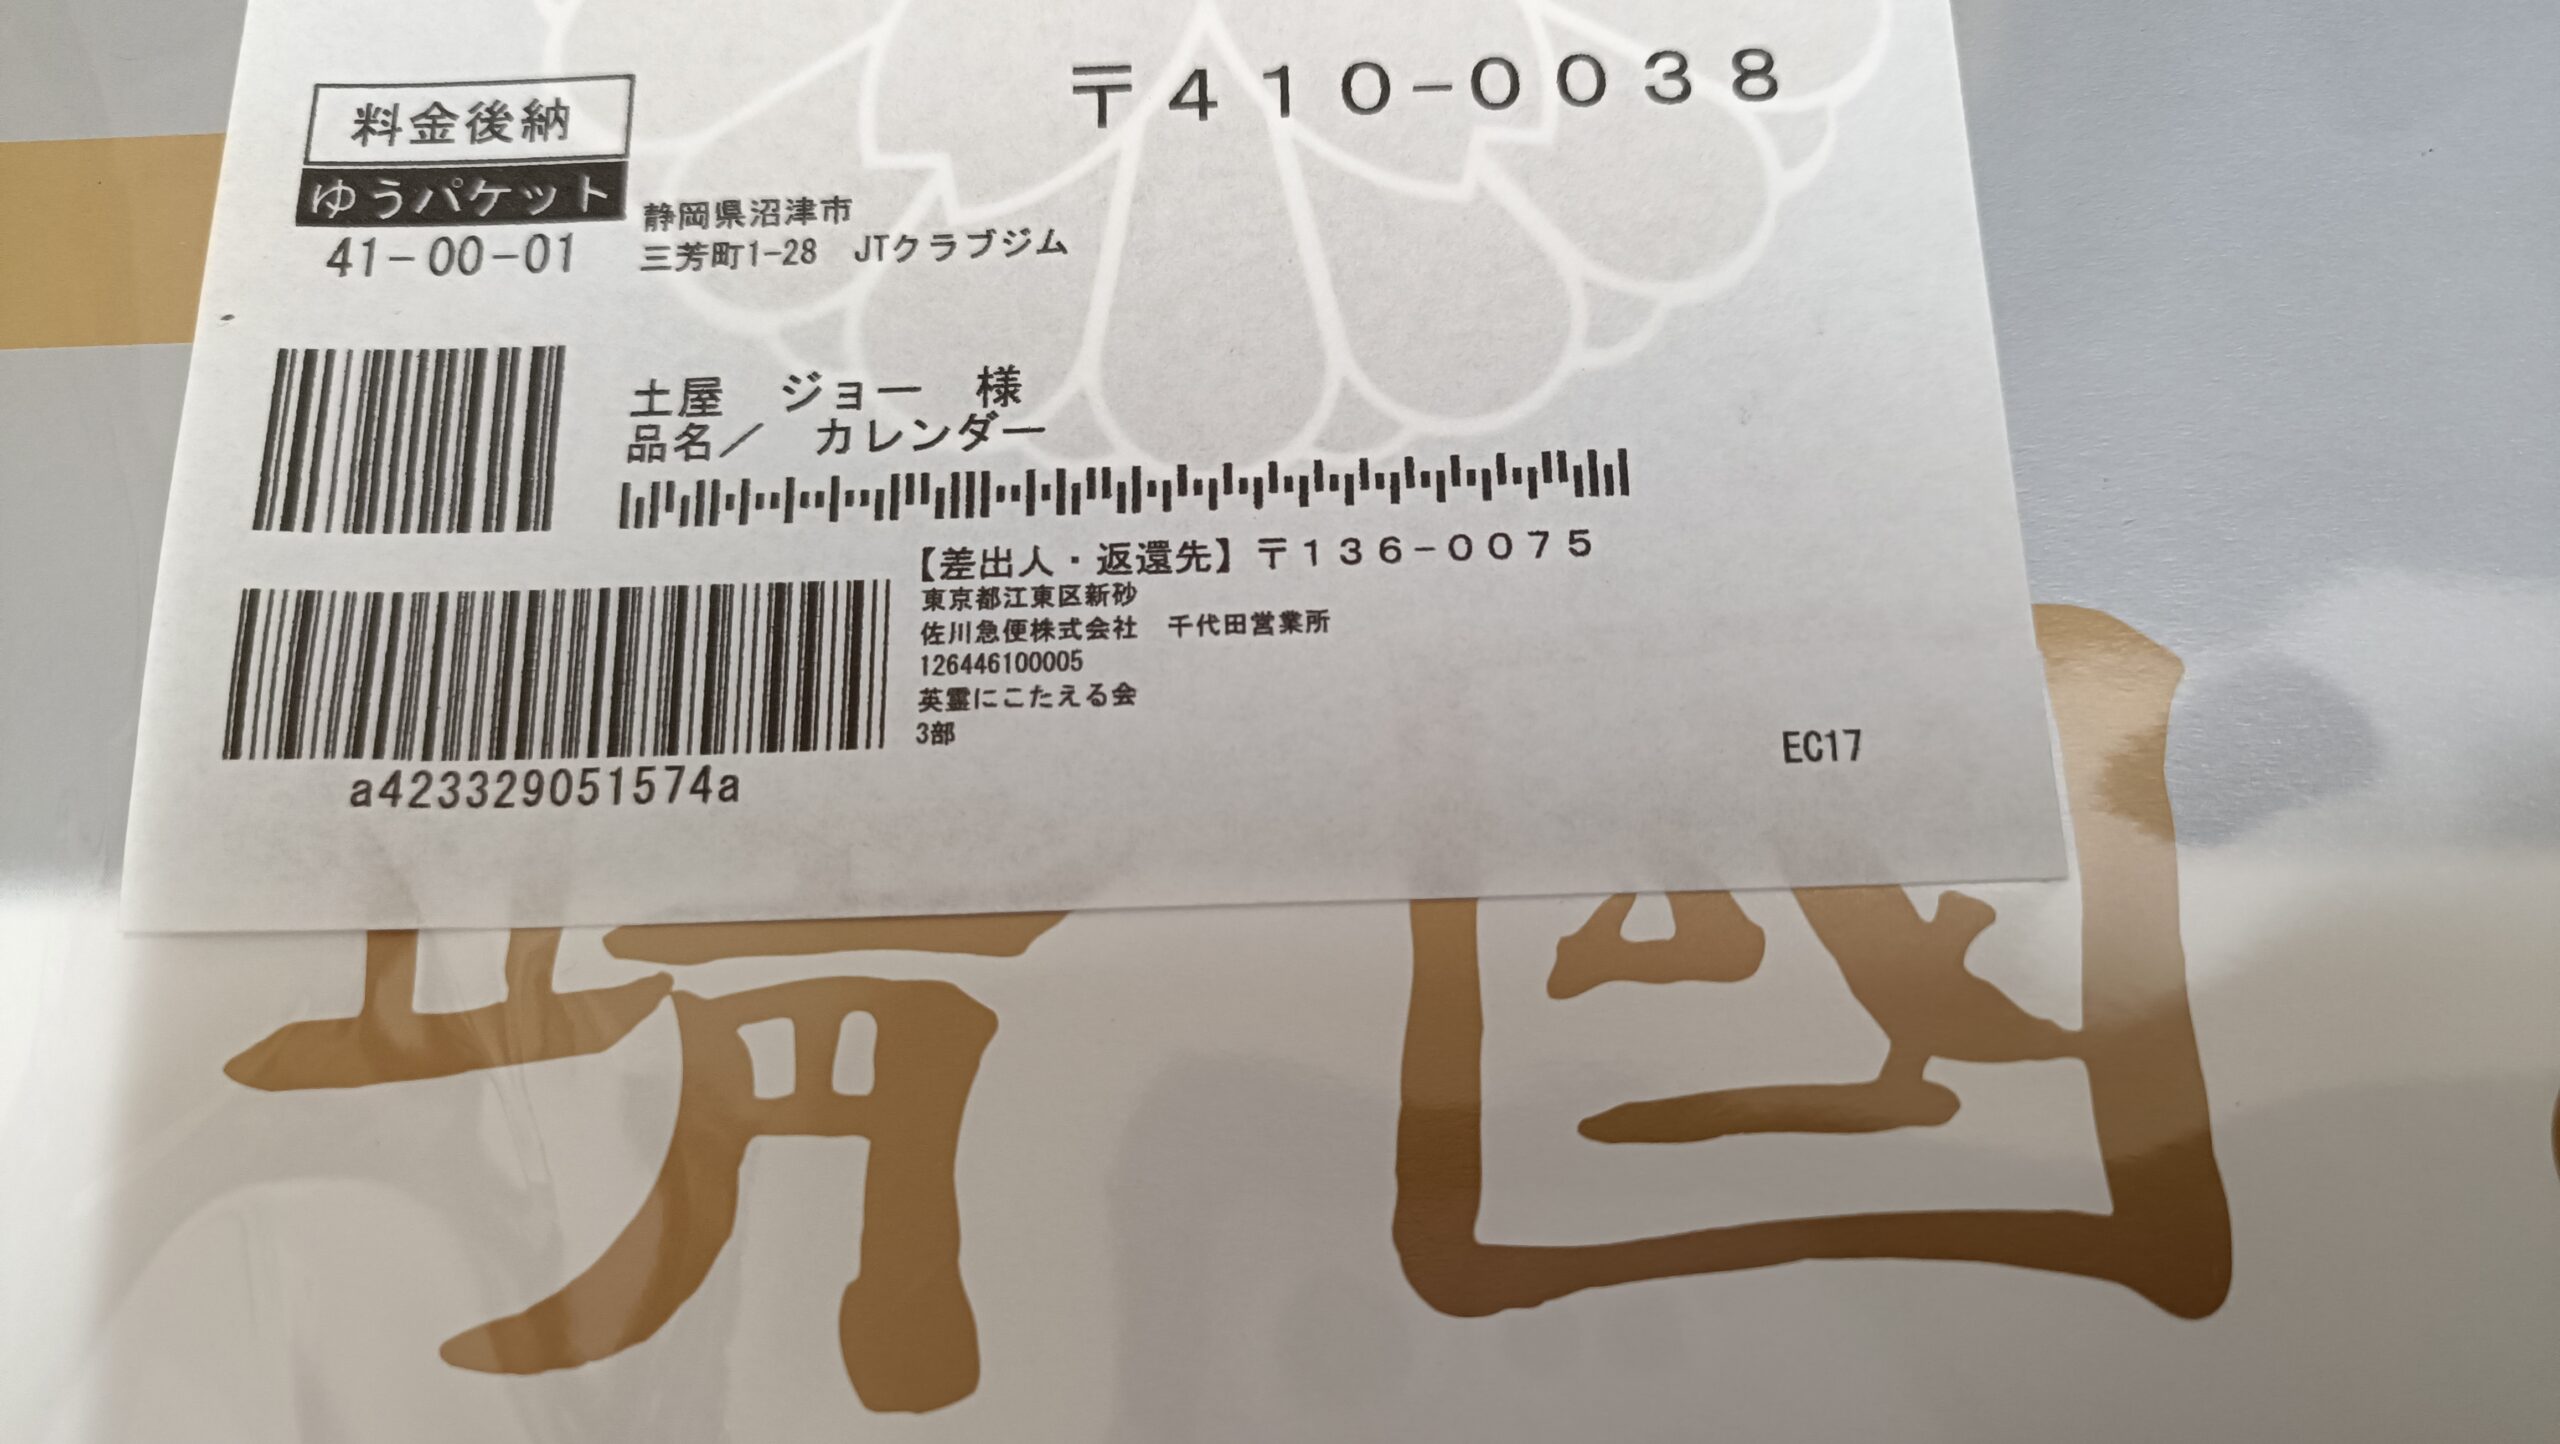 〒410-0038
料金後納
ゆうパケット
41-00-01
静岡県沼津市
三芳町1-28　JTクラブジム
土屋　ジョー　様
品名／　カレンダー
【差出人・返還先】〒136-0075
東京都江東区新砂
佐川急便株式会社　千代田営業所
126446100005
英霊にこたえる会
3部
EC17
a423329051574a
靖國